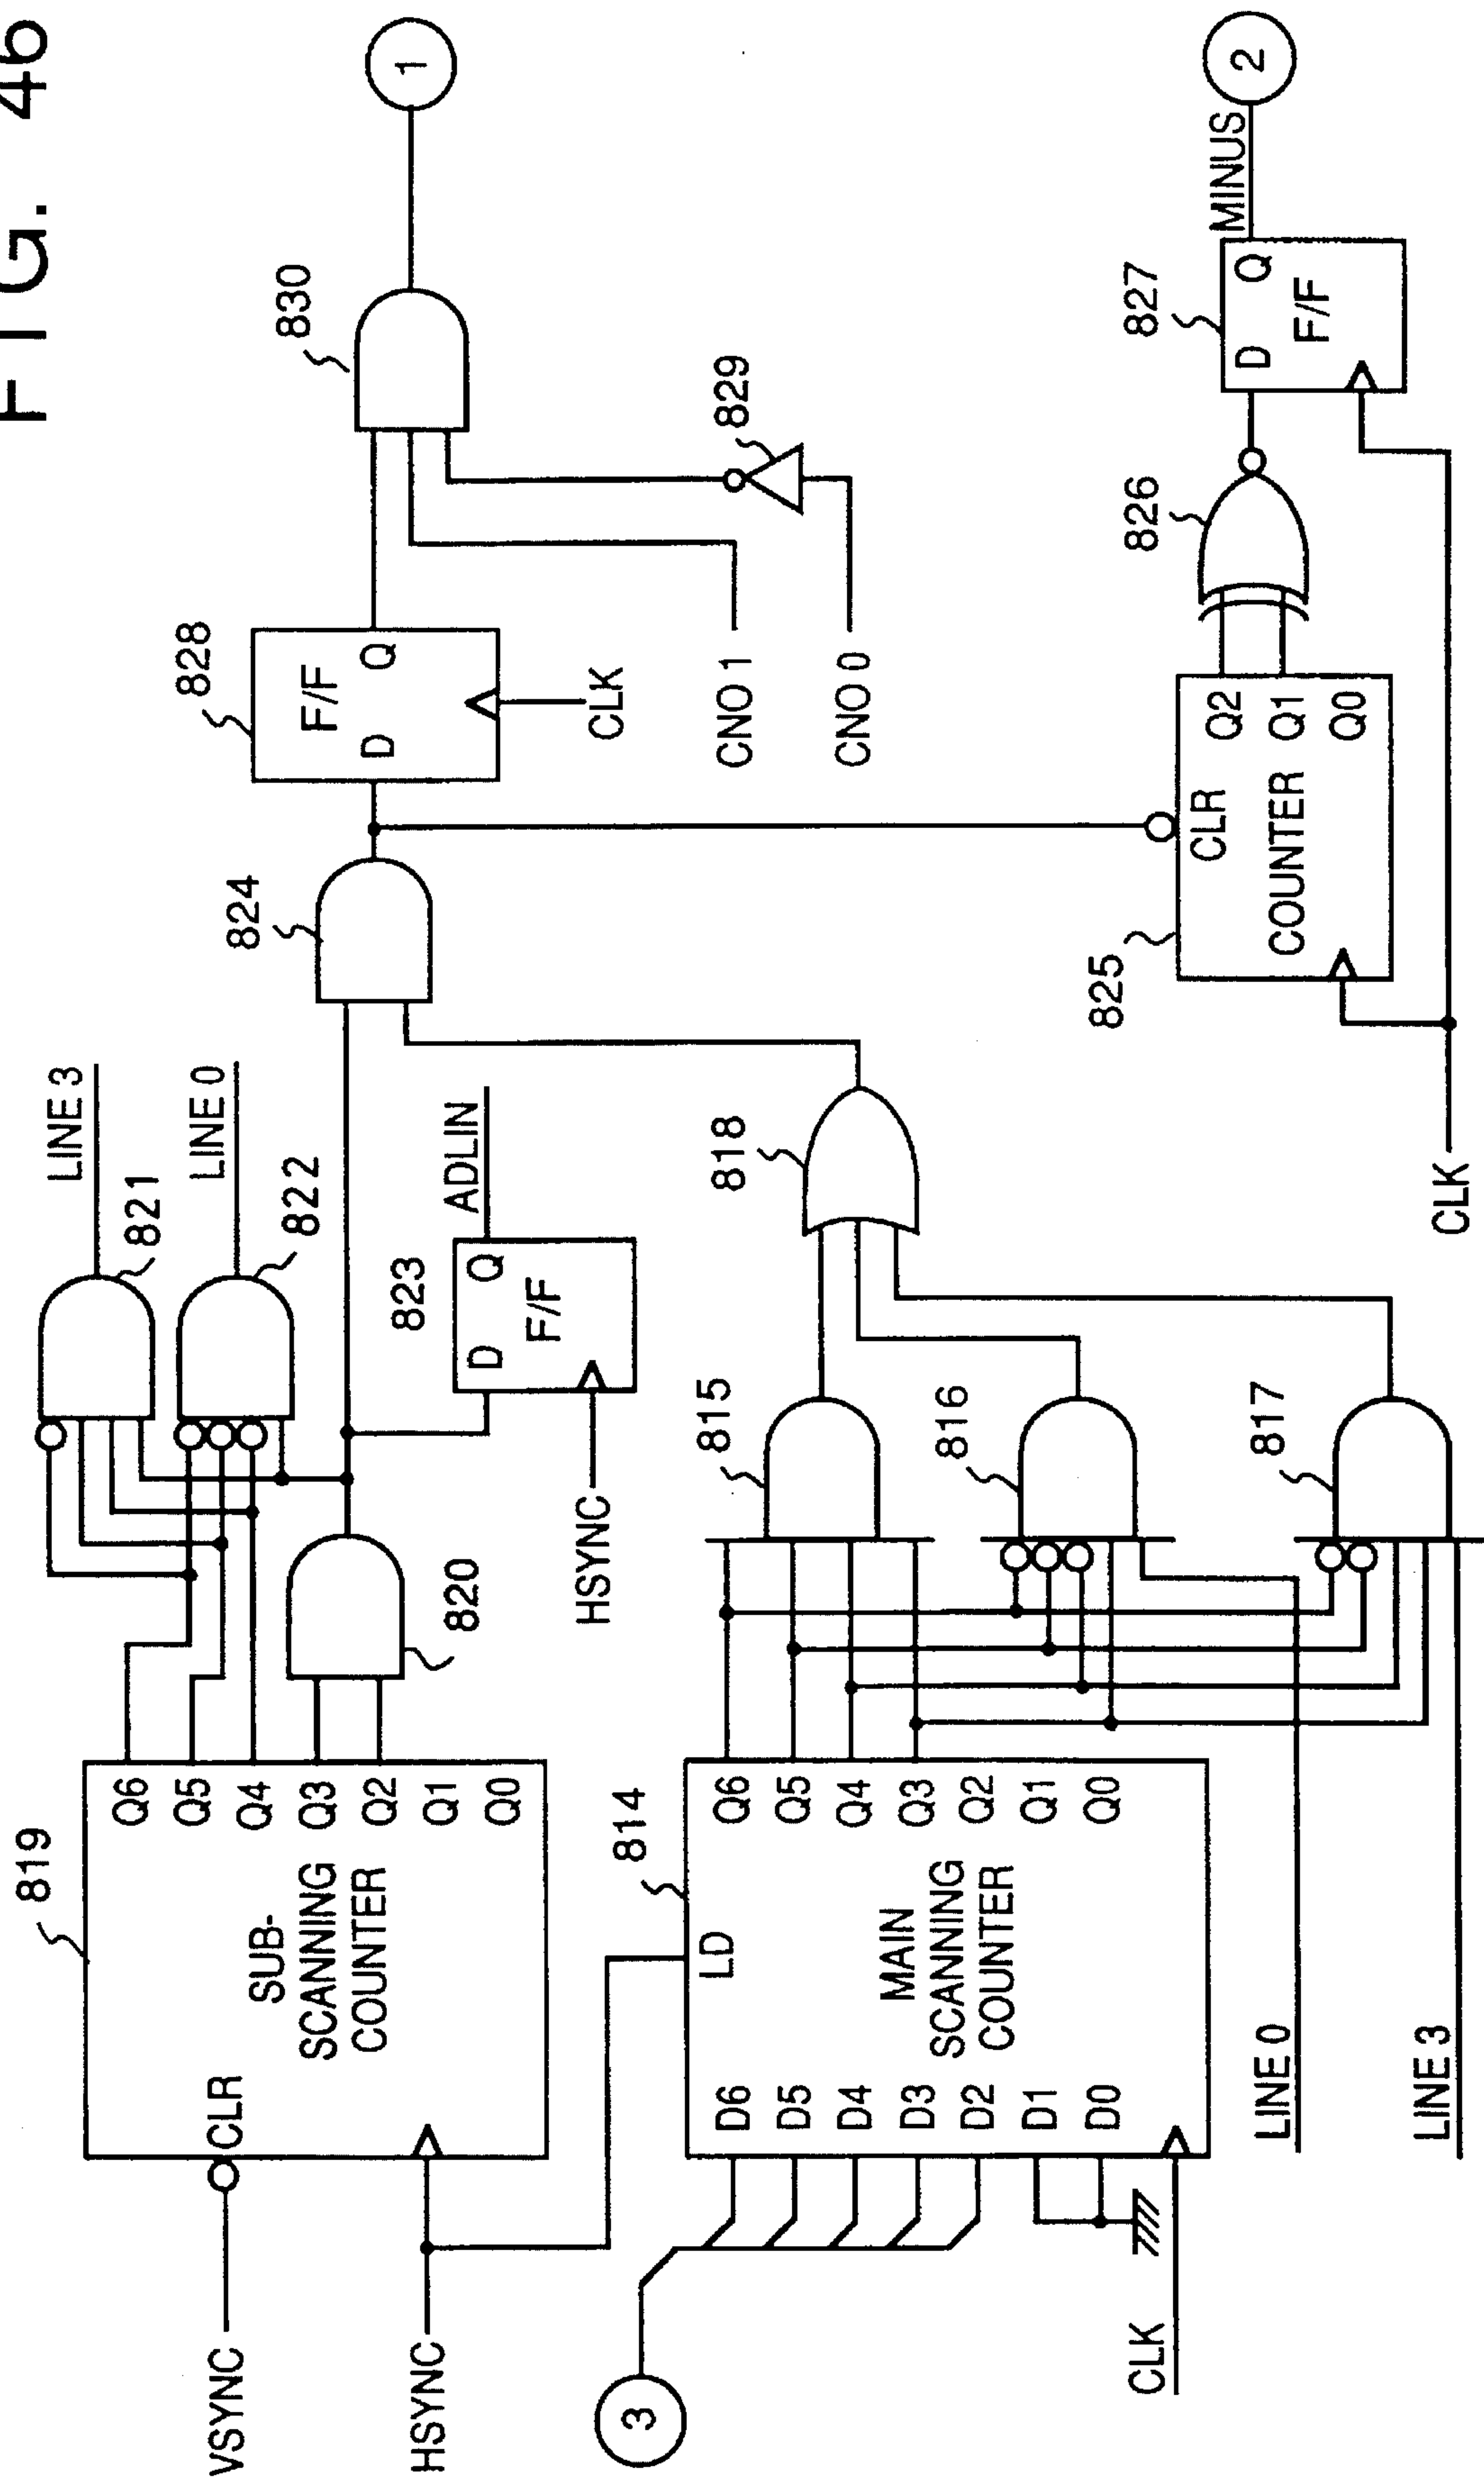 FIG. 46
819
VSYNC
CLR
SUB-
SCANNING
COUNTER
Q6
Q5
Q4
Q3
Q2
Q1
Q0
HSYNC
LINE 3
821
LINE 0
822
820
823
D Q
F/F
ADLIN
HSYNC
824
828
F/F
D Q
CLK
830
1
CNO 1
CNO 0
829
3
814
LD
MAIN
SCANNING
COUNTER
D6
D5
D4
D3
D2
D1
D0
Q6
Q5
Q4
Q3
Q2
Q1
Q0
CLK
LINE 0
LINE 3
815
816
817
818
825
CLR
COUNTER
Q2
Q1
Q0
CLK
826
827
D Q
F/F
MINUS
2